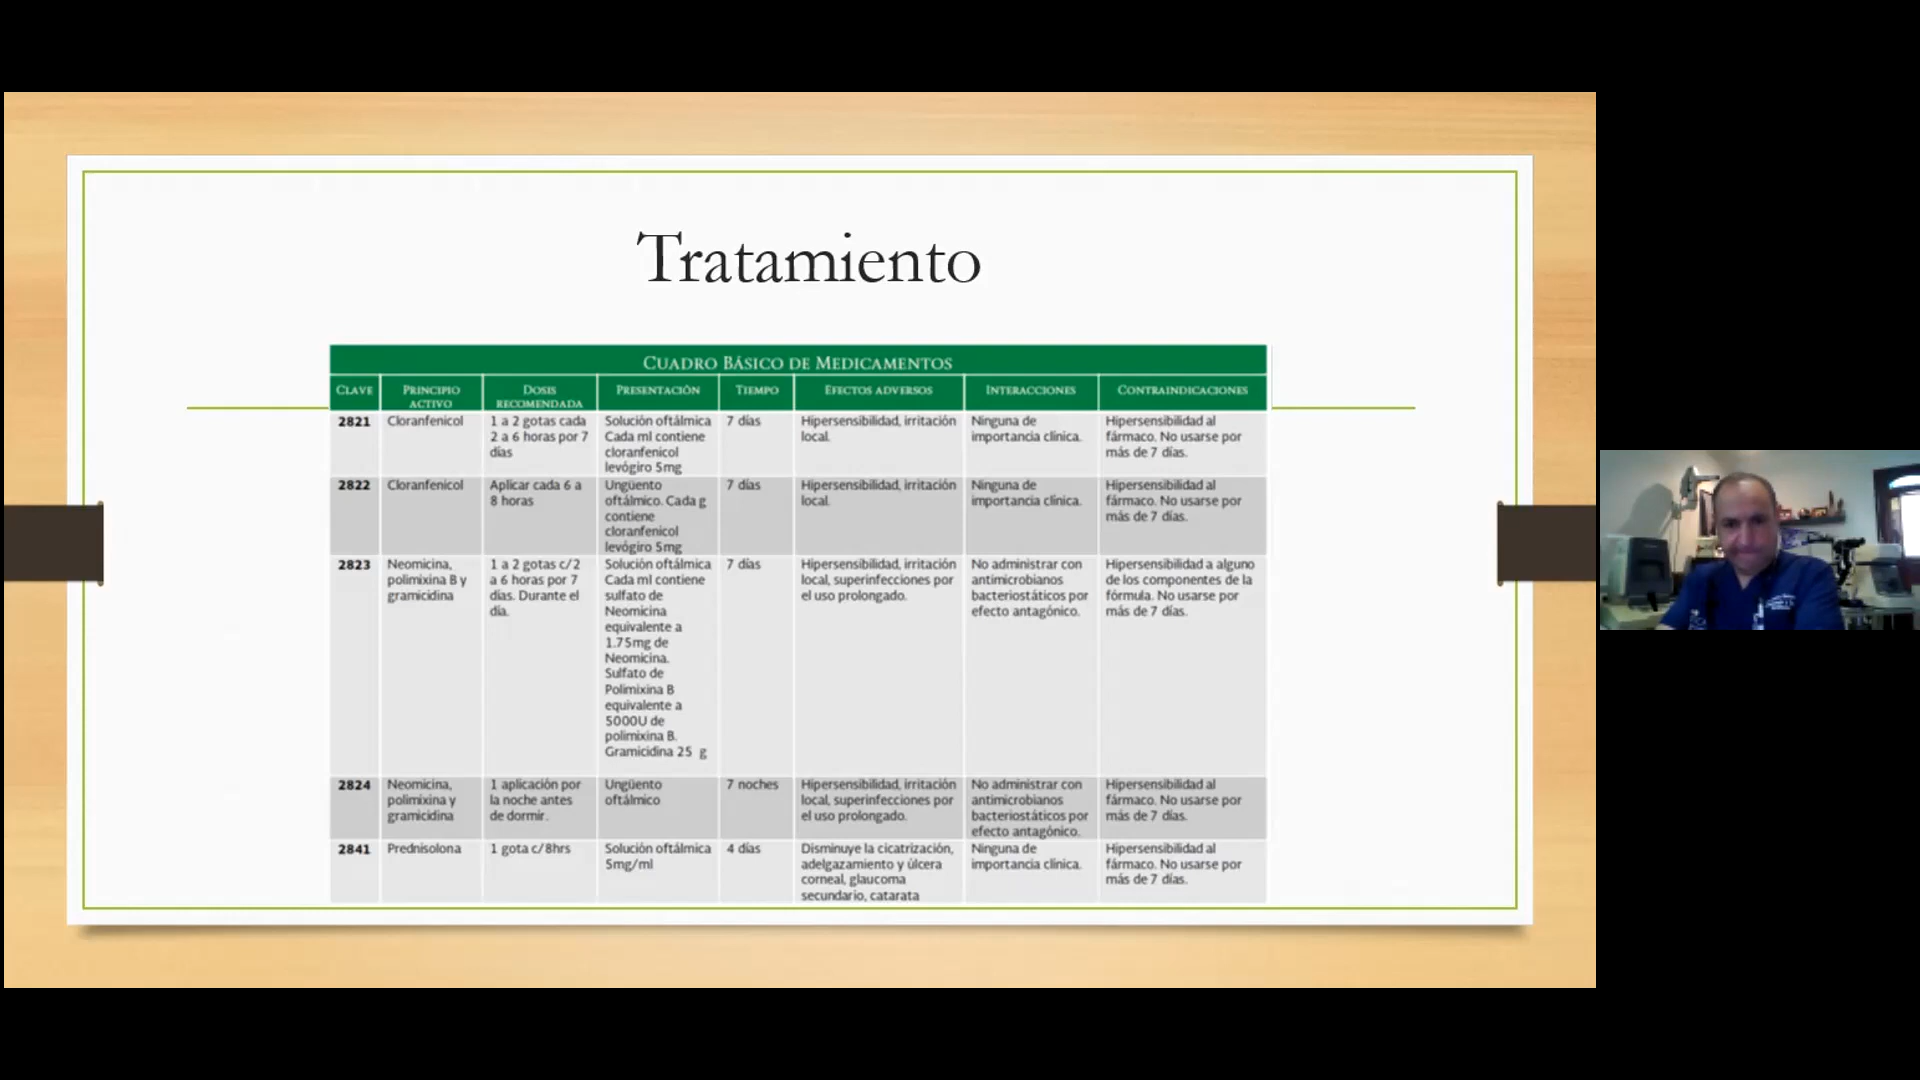 Tratamiento
CUADRO BÁSICO DE MEDICAMENTOS
CLAVE PRINCIPIO ACTIVO DOSIS RECOMENDADA PRESENTACIÓN TIEMPO EFECTOS ADVERSOS INTERACCIONES CONTRAINDICACIONES
2821
Cloranfenicol
1 a 2 gotas cada
2 a 6 horas por 7
días
Solución oftálmica
Cada ml contiene
cloranfenicol
levógiro 5mg
7 días
Hipersensibilidad, irritación
local.
Ninguna de
importancia clínica.
Hipersensibilidad al
fármaco. No usarse por
más de 7 días.
2822
Cloranfenicol
Aplicar cada 6 a
8 horas
Ungüento
oftálmico. Cada g
contiene
cloranfenicol
levógiro 5mg
7 días
Hipersensibilidad, irritación
local.
Ninguna de
importancia clínica.
Hipersensibilidad al
fármaco. No usarse por
más de 7 días.
2823
Neomicina,
polimixina B y
gramicidina
1 a 2 gotas c/2
a 6 horas por 7
días. Durante el
día.
Solución oftálmica
Cada ml contiene
sulfato de
Neomicina
equivalente a
1.75mg de
Neomicina.
Sulfato de
Polimixina B
equivalente a
5000U de
polimixina B.
Gramicidina 25 g
7 días
Hipersensibilidad, irritación
local, superinfecciones por
el uso prolongado.
No administrar con
antimicrobianos
bacteriostáticos por
efecto antagónico.
Hipersensibilidad a alguno
de los componentes de la
fórmula. No usarse por
más de 7 días.
2824
Neomicina,
polimixina y
gramicidina
1 aplicación por
la noche antes
de dormir.
Ungüento
oftálmico
7 noches
Hipersensibilidad, irritación
local, superinfecciones por
el uso prolongado.
No administrar con
antimicrobianos
bacteriostáticos por
efecto antagónico.
Hipersensibilidad al
fármaco. No usarse por
más de 7 días.
2841
Prednisolona
1 gota c/8hrs
Solución oftálmica
5mg/ml
4 días
Disminuye la cicatrización,
adelgazamiento y úlcera
corneal, glaucoma
secundario, catarata
Ninguna de
importancia clínica.
Hipersensibilidad al
fármaco. No usarse por
más de 7 días.